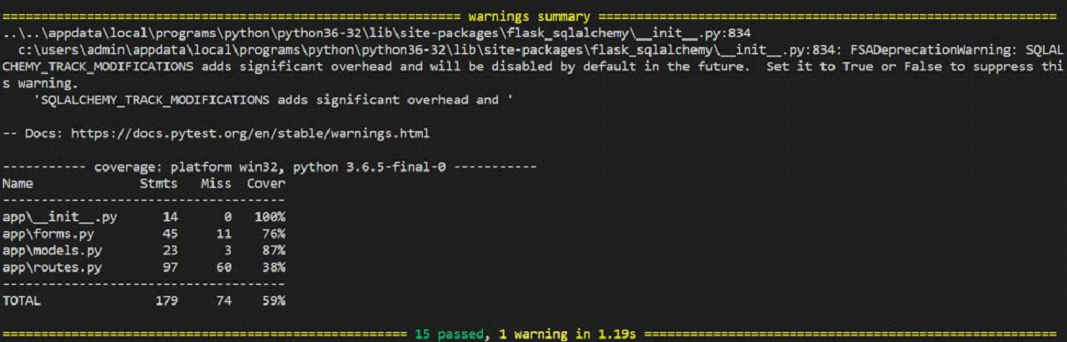 ============================================================ warnings summary ============================================================
..\..\appdata\local\programs\python\python36-32\lib\site-packages\flask_sqlalchemy\__init__.py:834
  c:\users\admin\appdata\local\programs\python\python36-32\lib\site-packages\flask_sqlalchemy\__init__.py:834: FSADeprecationWarning: SQLAL
CHEMY_TRACK_MODIFICATIONS adds significant overhead and will be disabled by default in the future.  Set it to True or False to suppress thi
s warning.
    'SQLALCHEMY_TRACK_MODIFICATIONS adds significant overhead and '
-- Docs: https://docs.pytest.org/en/stable/warnings.html
----------- coverage: platform win32, python 3.6.5-final-0 -----------
Name              Stmts   Miss  Cover
-------------------------------------
app\__init__.py      14      0   100%
app\forms.py         45     11    76%
app\models.py        23      3    87%
app\routes.py        97     60    38%
-------------------------------------
TOTAL               179     74    59%
===================================================== 15 passed, 1 warning in 1.19s ======================================================